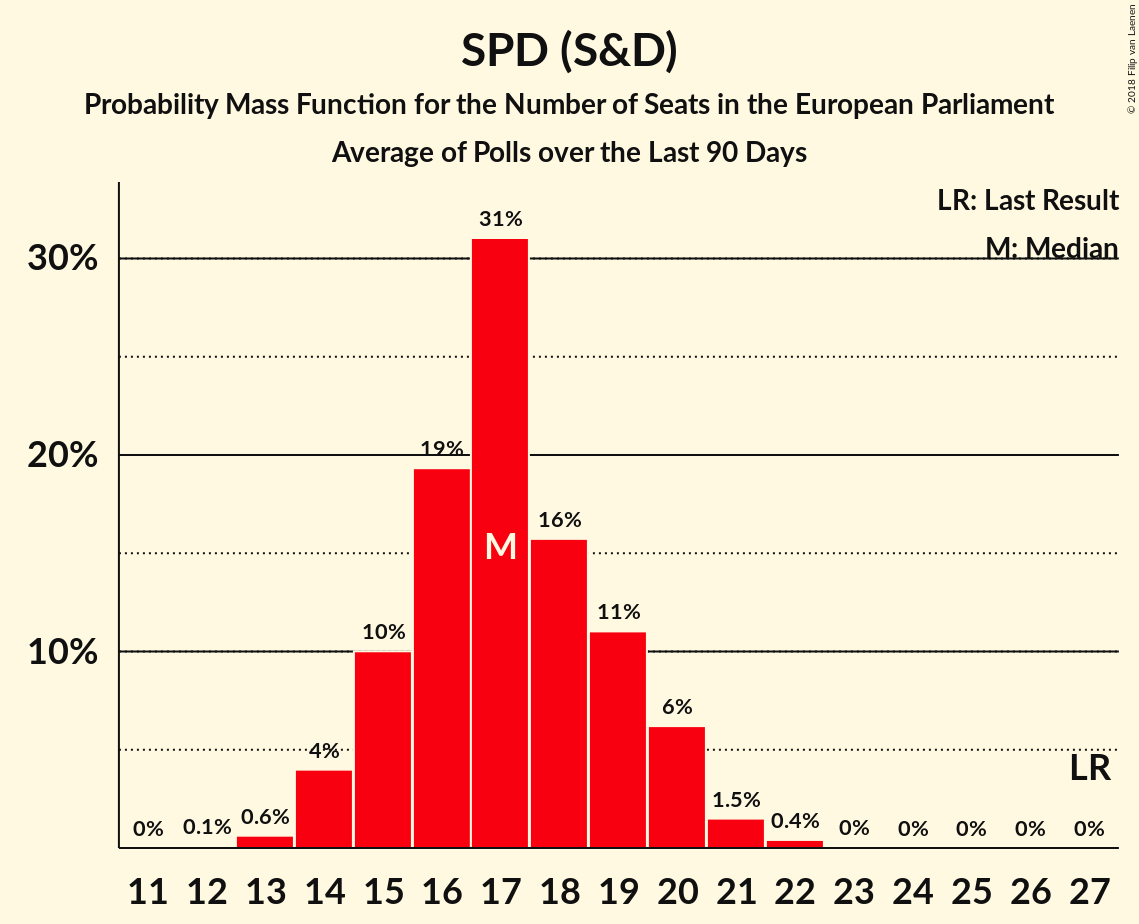 SPD (S&D)
Probability Mass Function for the Number of Seats in the European Parliament
Average of Polls over the Last 90 Days
© 2018 Filip van Laenen
LR: Last Result
M: Median
30%
20%
10%
0%
0.1%
0.6%
4%
10%
19%
31%
16%
11%
6%
1.5%
0.4%
0%
0%
0%
0%
0%
M
LR
11 12 13 14 15 16 17 18 19 20 21 22 23 24 25 26 27